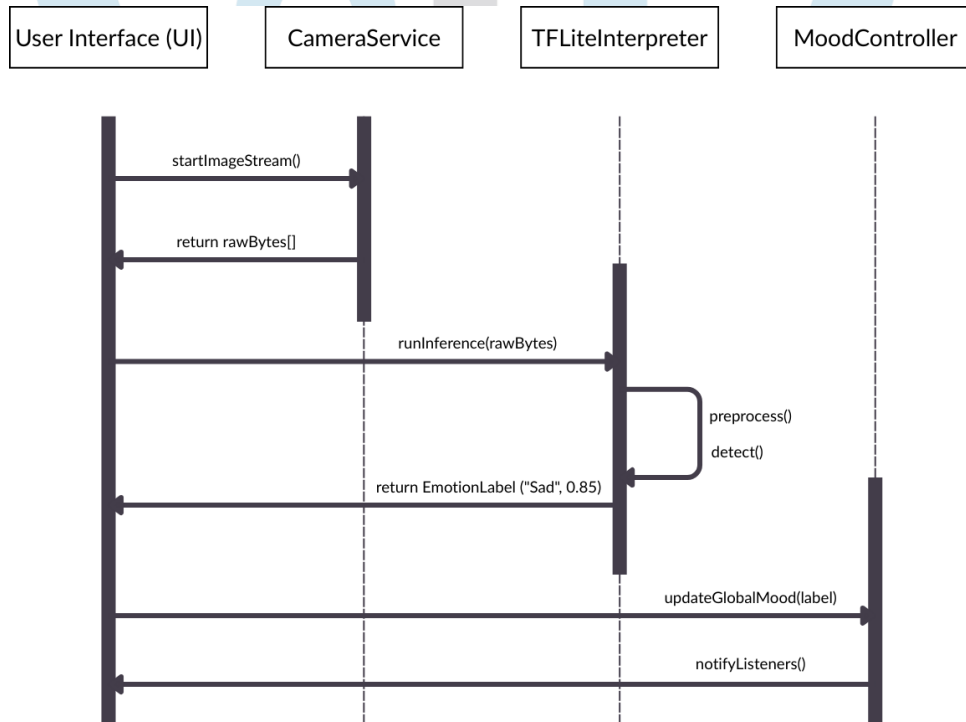 User Interface (UI)
CameraService
TFLiteInterpreter
MoodController
startImageStream()
return rawBytes[]
runInference(rawBytes)
preprocess()
detect()
return EmotionLabel ("Sad", 0.85)
updateGlobalMood(label)
notifyListeners()